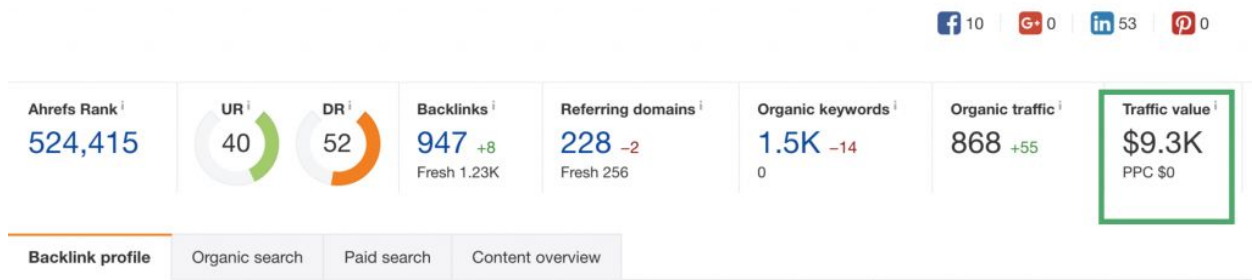 10 G+ 0 in 53 0
Ahrefs Rank i UR i DR i Backlinks i Referring domains i Organic keywords i Organic traffic i Traffic value i
524,415 40 52 947 +8 228 –2 1.5K –14 868 +55 $9.3K
Fresh 1.23K Fresh 256 0 PPC $0
Backlink profile Organic search Paid search Content overview